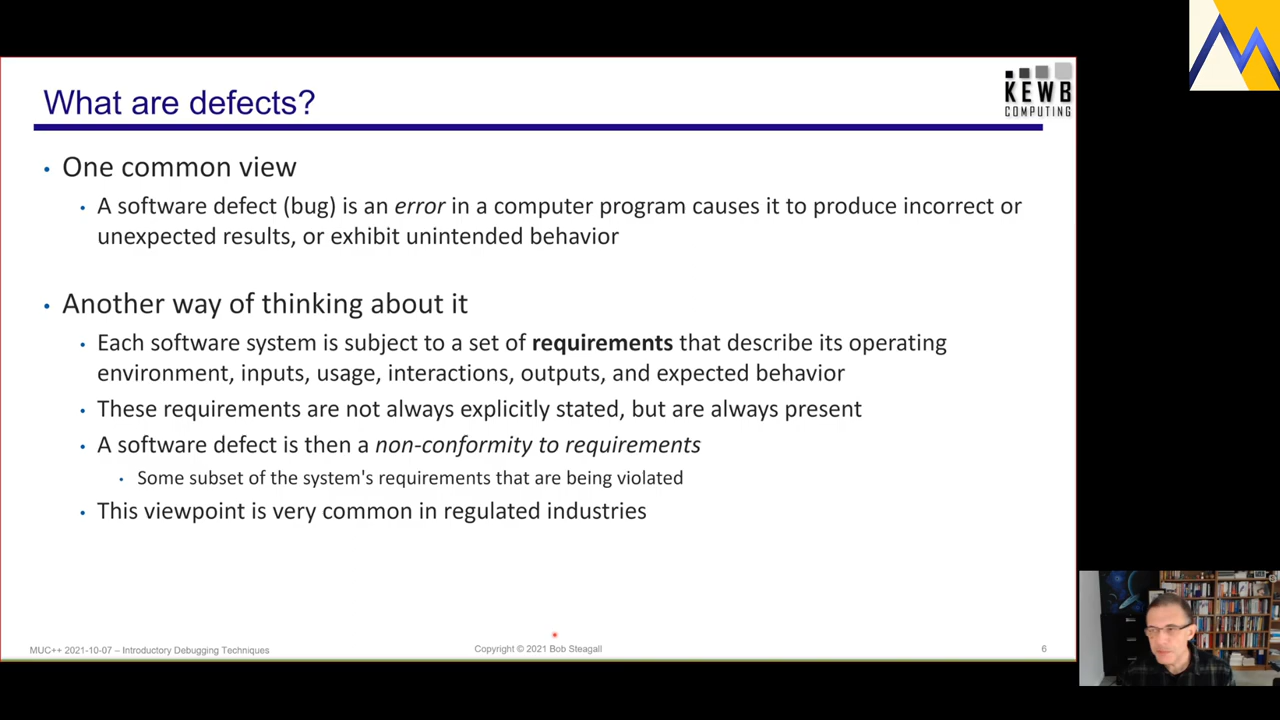 What are defects?
KEWB
COMPUTING
• One common view
• A software defect (bug) is an error in a computer program causes it to produce incorrect or
unexpected results, or exhibit unintended behavior
• Another way of thinking about it
• Each software system is subject to a set of requirements that describe its operating
environment, inputs, usage, interactions, outputs, and expected behavior
• These requirements are not always explicitly stated, but are always present
• A software defect is then a non-conformity to requirements
• Some subset of the system's requirements that are being violated
• This viewpoint is very common in regulated industries
MUC++ 2021-10-07 – Introductory Debugging Techniques
Copyright © 2021 Bob Steagall
6